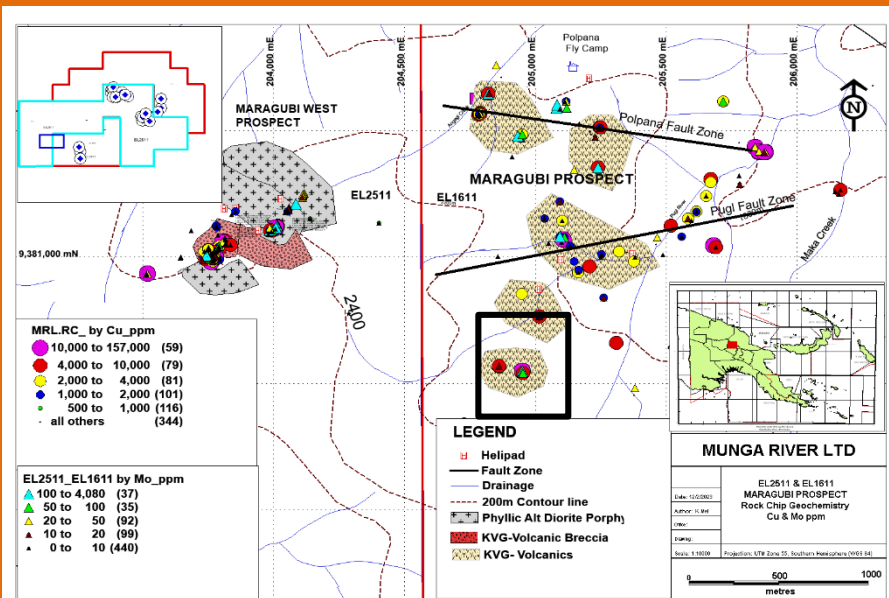 204,000 mE
204,500 mE
205,000 mE
205,500 mE
206,000 mE
Polpana
Fly Camp
N
MARAGUBI WEST
PROSPECT
Polpana Fault Zone
EL2511
EL1611
MARAGUBI PROSPECT
Pugl Fault Zone
Maka Creek
9,381,000 mN
2400
MRL.RC_ by Cu_ppm
10,000 to 157,000 (59)
4,000 to 10,000 (79)
2,000 to 4,000 (81)
1,000 to 2,000 (101)
500 to 1,000 (116)
all others (344)
EL2511_EL1611 by Mo_ppm
100 to 4,080 (37)
50 to 100 (35)
20 to 50 (92)
10 to 20 (99)
0 to 10 (440)
LEGEND
Helipad
Fault Zone
Drainage
200m Contour line
Phyllic Alt Diorite Porphy
KVG-Volcanic Breccia
KVG- Volcanics
MUNGA RIVER LTD
EL2511 & EL1611
MARAGUBI PROSPECT
Rock Chip Geochemistry
Cu & Mo ppm
Date: 12/2/2023
Author: K.Mel
Office:
Drawing:
Scale: 1:10000
Projection: UTM Zone 55, Southern Hemisphere (WGS 84)
0 500 1000
metres